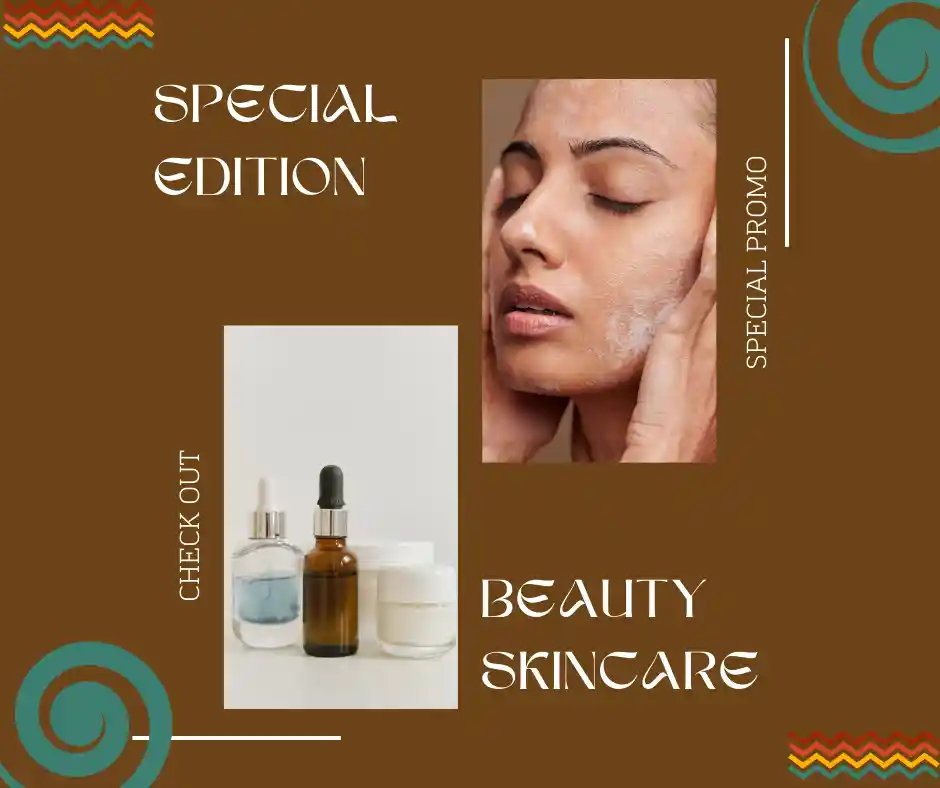 SPECIAL
EDITION
SPECIAL PROMO
CHECK OUT
BEAUTY
SKINCARE